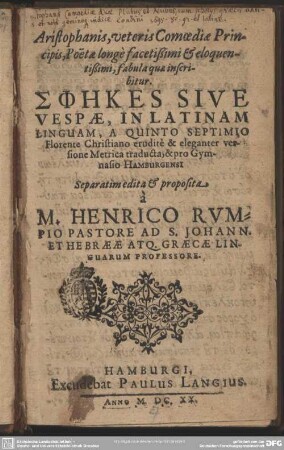 Aristophanis, veteris Comœdiæ Prin-
cipis, Poëtæ longè facetissimi & eloquen-
tissimi, fabula quæ inscri-
bitur.
ΣΦΗΚΕΣ SIVE
VESPÆ, IN LATINAM
LINGUAM, A QUINTO SEPTIMIO
Florente Christiano eruditè & eleganter ver-
sione Metrica traducta, & pro Gym-
nasio HAMBURGENSI
Separatim edita & proposita
à
M. HENRICO RVM-
PIO PASTORE AD S. JOHANN.
ET HEBRÆÆ ATQ. GRÆCÆ LIN-
GUARUM PROFESSORE.
HAMBURGI,
Excudebat PAULUS LANGIUS.
ANNO M. DC. XX.
DFG